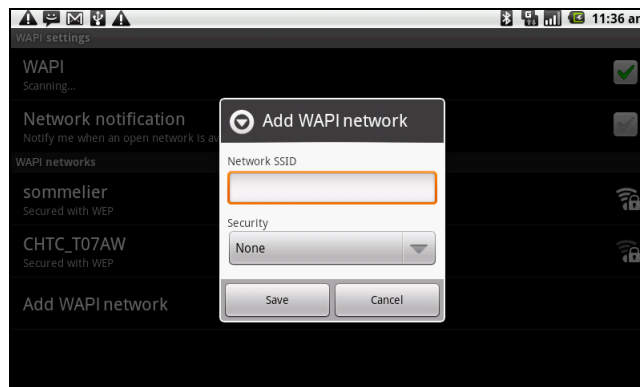 11:36 am
WAPI settings
WAPI
Scanning...
Network notification
Notify me when an open network is av
WAPI networks
sommelier
Secured with WEP
CHTC_T07AW
Secured with WEP
Add WAPI network
Add WAPI network
Network SSID
Security
None
Save
Cancel